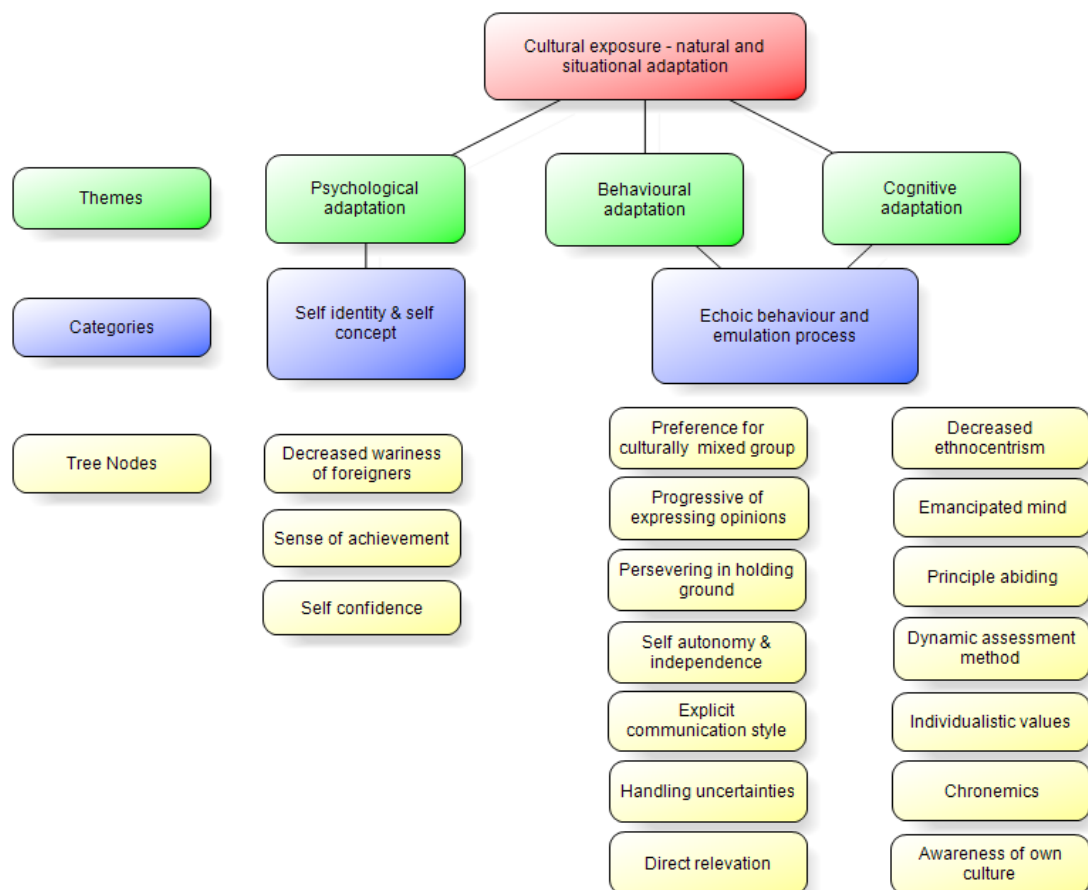 Cultural exposure - natural and
situational adaptation
Themes
Psychological
adaptation
Behavioural
adaptation
Cognitive
adaptation
Categories
Self identity & self
concept
Echoic behaviour and
emulation process
Tree Nodes
Decreased wariness
of foreigners
Sense of achievement
Self confidence
Preference for
culturally mixed group
Progressive of
expressing opinions
Persevering in holding
ground
Self autonomy &
independence
Explicit
communication style
Handling uncertainties
Direct relevation
Decreased
ethnocentrism
Emancipated mind
Principle abiding
Dynamic assessment
method
Individualistic values
Chronemics
Awareness of own
culture